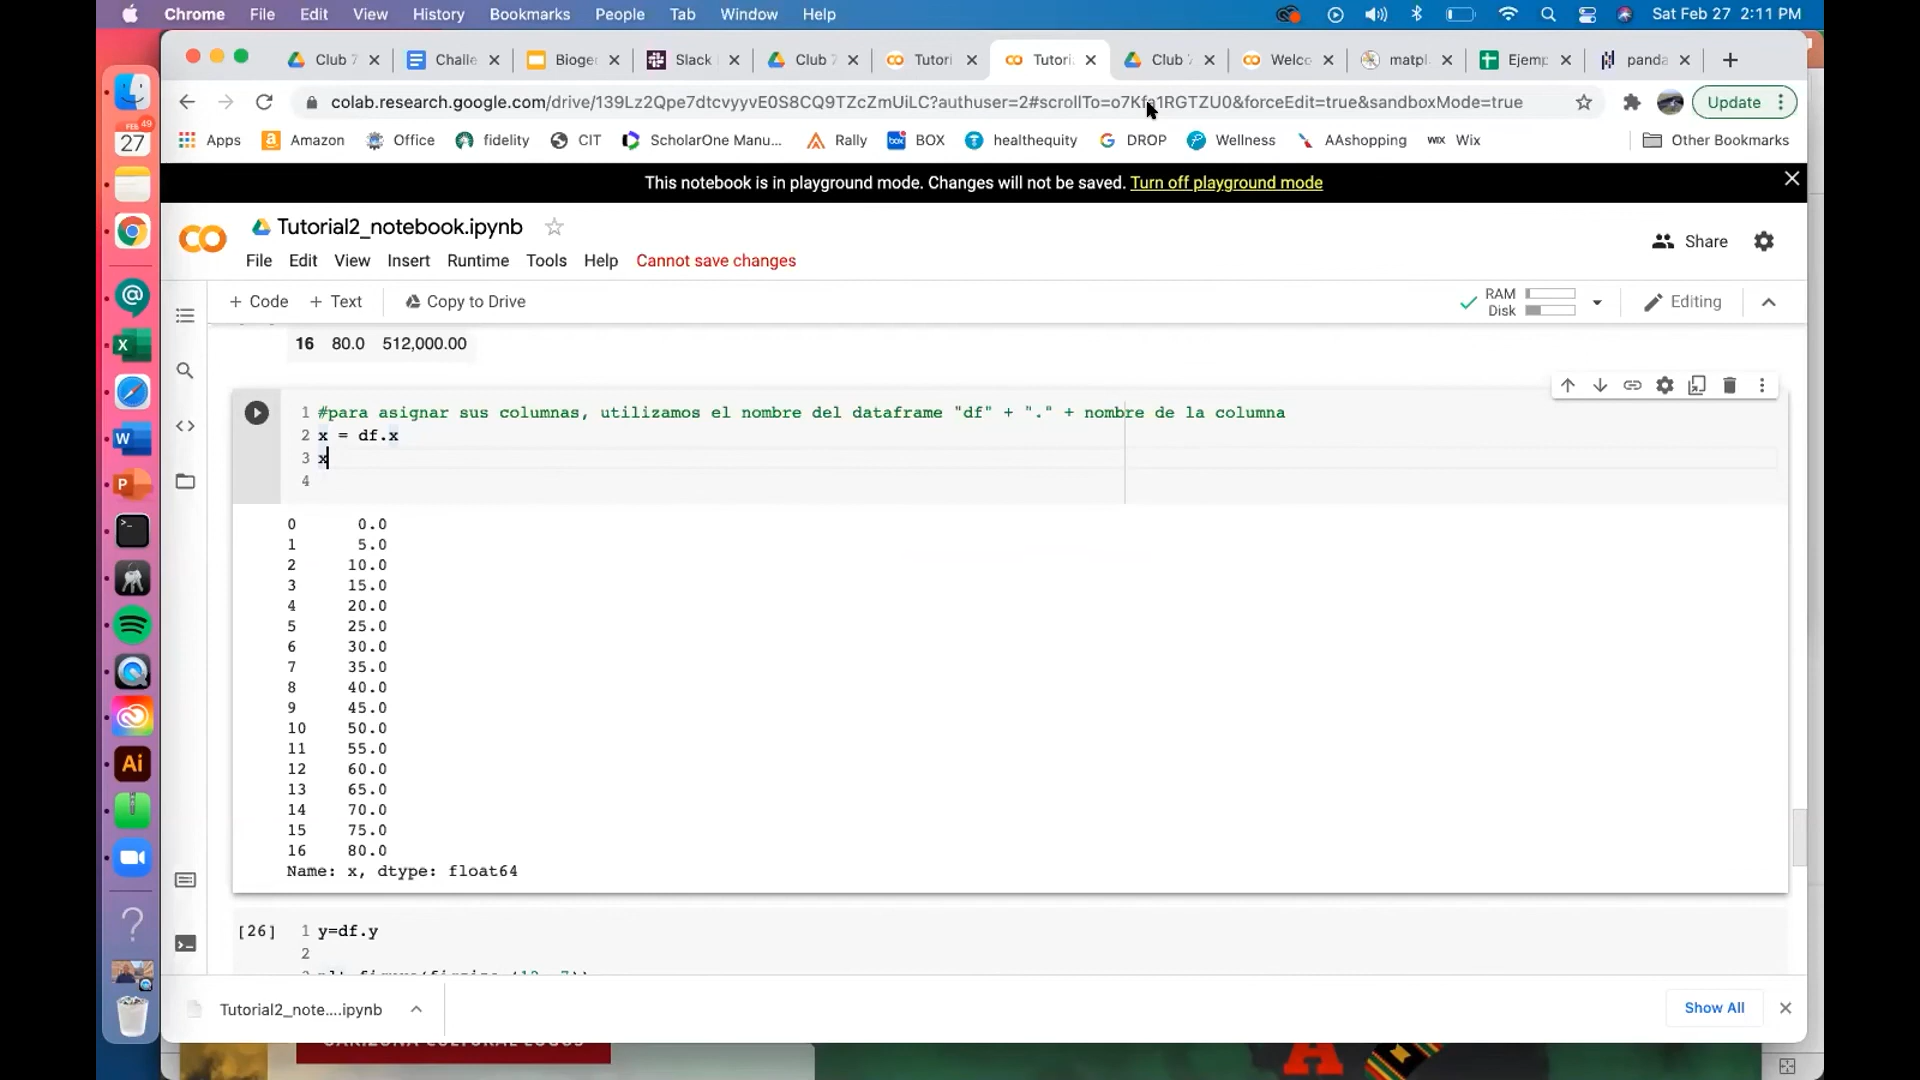 Chrome File Edit View History Bookmarks People Tab Window Help Sat Feb 27 2:11 PM
Club 7 Challe Bioge Slack Club 7 Tutori Tutori Club 7 Welco matpl Ejemp panda
colab.research.google.com/drive/139Lz2Qpe7dtcvyyvE0S8CQ9TZcZmUiLC?authuser=2#scrollTo=o7Kfa1RGTZU0&forceEdit=true&sandboxMode=true Update
Apps Amazon Office fidelity CIT ScholarOne Manu... Rally BOX healthequity DROP Wellness AAshopping WIX Wix Other Bookmarks
This notebook is in playground mode. Changes will not be saved. Turn off playground mode
Tutorial2_notebook.ipynb
Share
File Edit View Insert Runtime Tools Help Cannot save changes
+ Code + Text Copy to Drive RAM Disk Editing
16 80.0 512,000.00
1 #para asignar sus columnas, utilizamos el nombre del dataframe "df" + "." + nombre de la columna
2 x = df.x
3 x
4
0 0.0
1 5.0
2 10.0
3 15.0
4 20.0
5 25.0
6 30.0
7 35.0
8 40.0
9 45.0
10 50.0
11 55.0
12 60.0
13 65.0
14 70.0
15 75.0
16 80.0
Name: x, dtype: float64
[26] 1 y=df.y
2
Tutorial2_note....ipynb
Show All
FEB 49
27
Ai